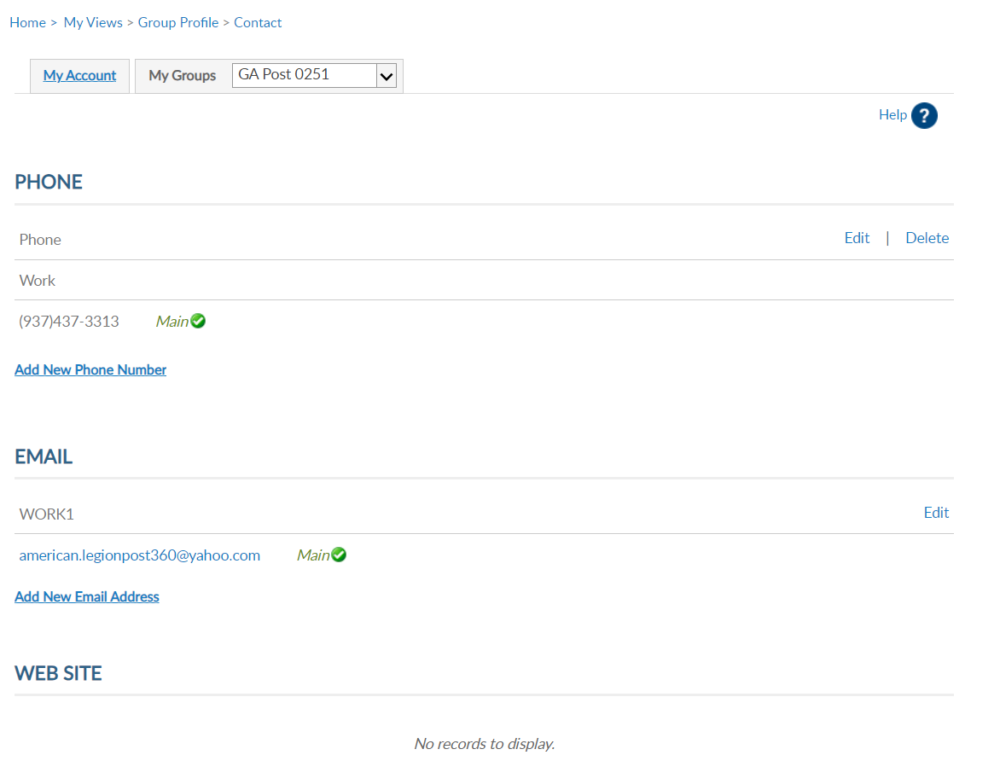 Home > My Views > Group Profile > Contact
My Account My Groups GA Post 0251
Help ?
PHONE
Phone Edit | Delete
Work
(937)437-3313 Main
Add New Phone Number
EMAIL
WORK1 Edit
american.legionpost360@yahoo.com Main
Add New Email Address
WEB SITE
No records to display.